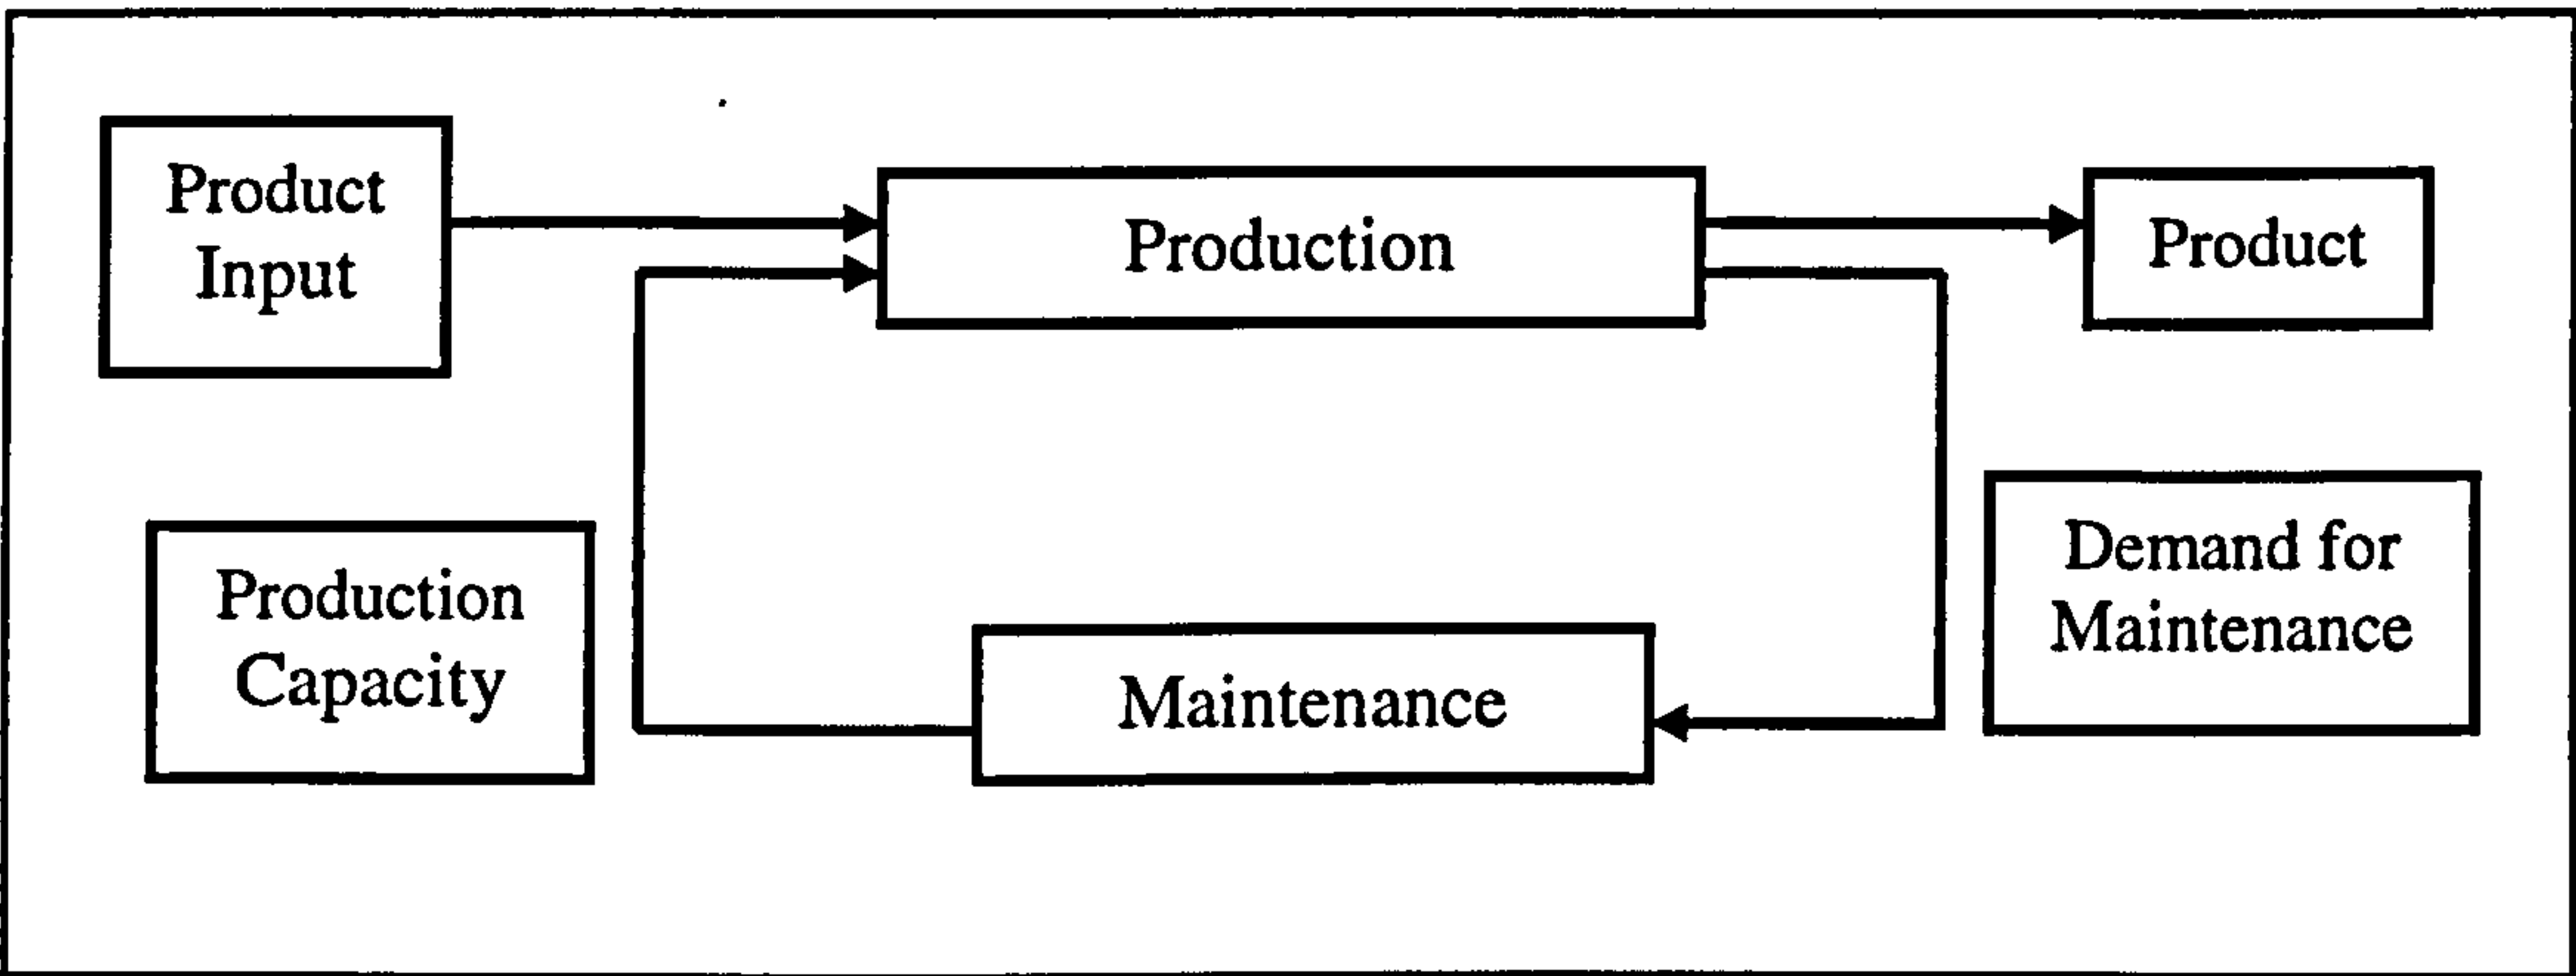 Product
Input
Production
Product
Production
Capacity
Maintenance
Demand for
Maintenance